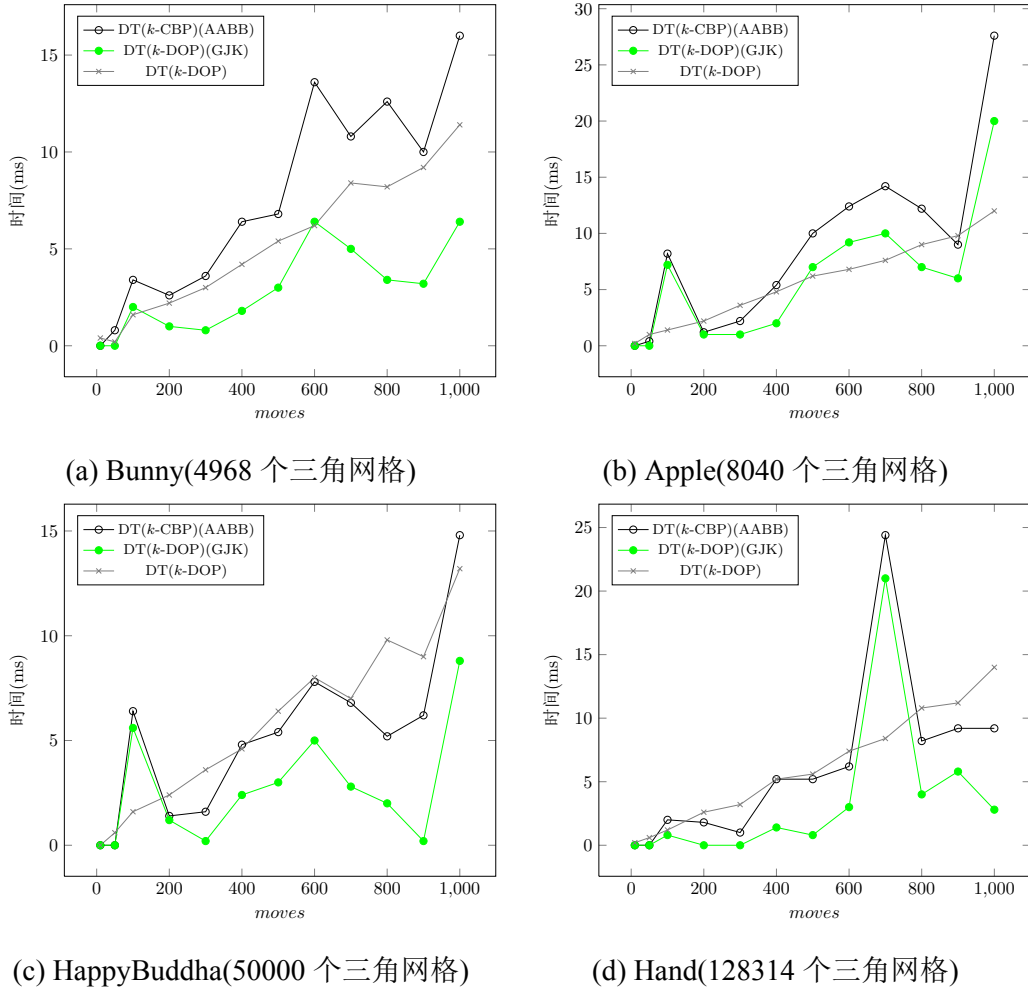 DT(k-CBP)(AABB)
DT(k-DOP)(GJK)
DT(k-DOP)
15
10
5
0
时间(ms)
0 200 400 600 800 1,000
moves
(a) Bunny(4968 个三角网格)
DT(k-CBP)(AABB)
DT(k-DOP)(GJK)
DT(k-DOP)
30
25
20
15
10
5
0
时间(ms)
0 200 400 600 800 1,000
moves
(b) Apple(8040 个三角网格)
DT(k-CBP)(AABB)
DT(k-DOP)(GJK)
DT(k-DOP)
15
10
5
0
时间(ms)
0 200 400 600 800 1,000
moves
(c) HappyBuddha(50000 个三角网格)
DT(k-CBP)(AABB)
DT(k-DOP)(GJK)
DT(k-DOP)
25
20
15
10
5
0
时间(ms)
0 200 400 600 800 1,000
moves
(d) Hand(128314 个三角网格)